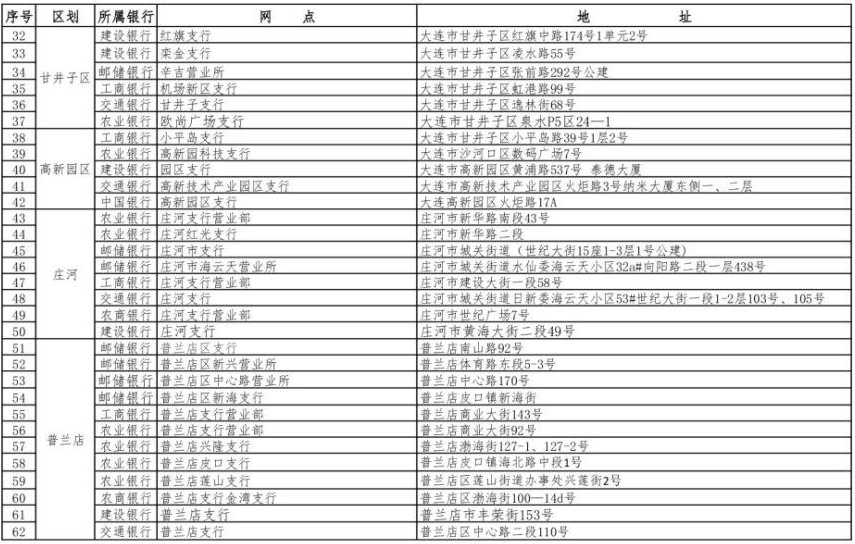 序号 区划 所属银行 网 点 地 址
32 建设银行 红旗支行 大连市甘井子区红旗中路174号1单元2号
33 建设银行 栾金支行 大连市甘井子区凌水路55号
34 邮储银行 辛吉营业所 大连市甘井子区张前路292号公建
35 工商银行 机场新区支行 大连市甘井子区虹港路99号
36 交通银行 甘井子支行 大连市甘井子区逸林街68号
37 农业银行 欧尚广场支行 大连市甘井子区泉水P5区24—1
甘井子区
38 工商银行 小平岛支行 大连市甘井子区小平岛路39号1层2号
39 农业银行 高新园科技支行 大连市沙河口区数码广场7号
40 建设银行 园区支行 大连市高新园区黄浦路537号 泰德大厦
41 交通银行 高新技术产业园区支行 大连市高新技术产业园区火炬路3号纳米大厦东侧一、二层
42 中国银行 高新园区支行 大连高新园区火炬路17A
高新园区
43 农业银行 庄河支行营业部 庄河市新华路南段43号
44 农业银行 庄河红光支行 庄河市新华路二段
45 邮储银行 庄河市支行 庄河市城关街道（世纪大街15座1-3层1号公建)
46 邮储银行 庄河市海云天营业所 庄河市城关街道水仙委海云天小区32a#向阳路二段一层438号
47 工商银行 庄河支行营业部 庄河市建设大街一段58号
48 交通银行 庄河支行 庄河市城关街道日新委海云天小区53#世纪大街一段1-2层103号、105号
49 农商银行 庄河支行营业部 庄河市世纪广场7号
50 建设银行 庄河支行 庄河市黄海大街二段49号
庄河
51 邮储银行 普兰店区支行 普兰店南山路92号
52 邮储银行 普兰店区新兴营业所 普兰店体育路东段5-3号
53 邮储银行 普兰店区中心路营业所 普兰店中心路170号
54 邮储银行 普兰店区新海支行 普兰店皮口镇新海街
55 工商银行 普兰店支行营业部 普兰店商业大街143号
56 农业银行 普兰店支行营业部 普兰店商业大街92号
57 农业银行 普兰店兴隆支行 普兰店渤海街127-1、127-2号
58 农业银行 普兰店皮口支行 普兰店皮口镇海北路中段1号
59 农业银行 普兰店莲山支行 普兰店区莲山街道办事处兴莲街2号
60 农商银行 普兰店支行金湾支行 普兰店区渤海街100—14d号
61 建设银行 普兰店支行 普兰店市丰荣街153号
62 交通银行 普兰店支行 普兰店区中心路二段110号
普兰店